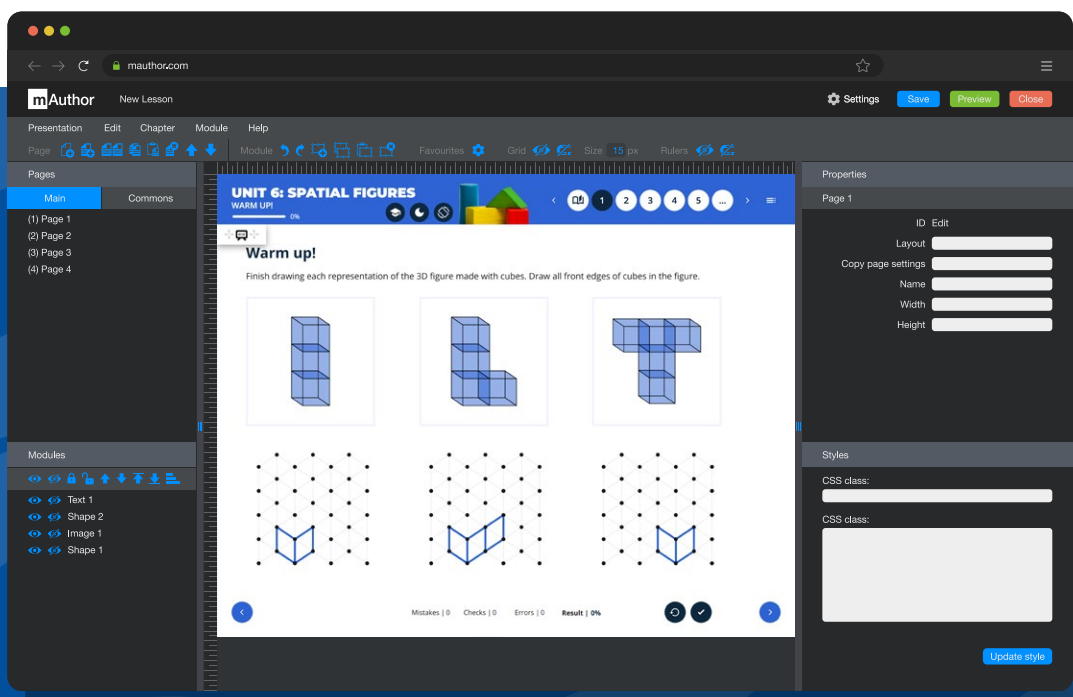 mauthor.com
mAuthor New Lesson Settings Save Preview Close
Presentation Edit Chapter Module Help
Page Module Favourites Grid Size 15 px Rulers
Pages
Main Commons
(1) Page 1
(2) Page 2
(3) Page 3
(4) Page 4
Modules
Text 1
Shape 2
Image 1
Shape 1
UNIT 6: SPATIAL FIGURES
WARM UP!
0%
1 2 3 4 5 ...
Warm up!
Finish drawing each representation of the 3D figure made with cubes. Draw all front edges of cubes in the figure.
Mistakes | 0 Checks | 0 Errors | 0 Result | 0%
Properties
Page 1
ID Edit
Layout
Copy page settings
Name
Width
Height
Styles
CSS class:
CSS class:
Update style